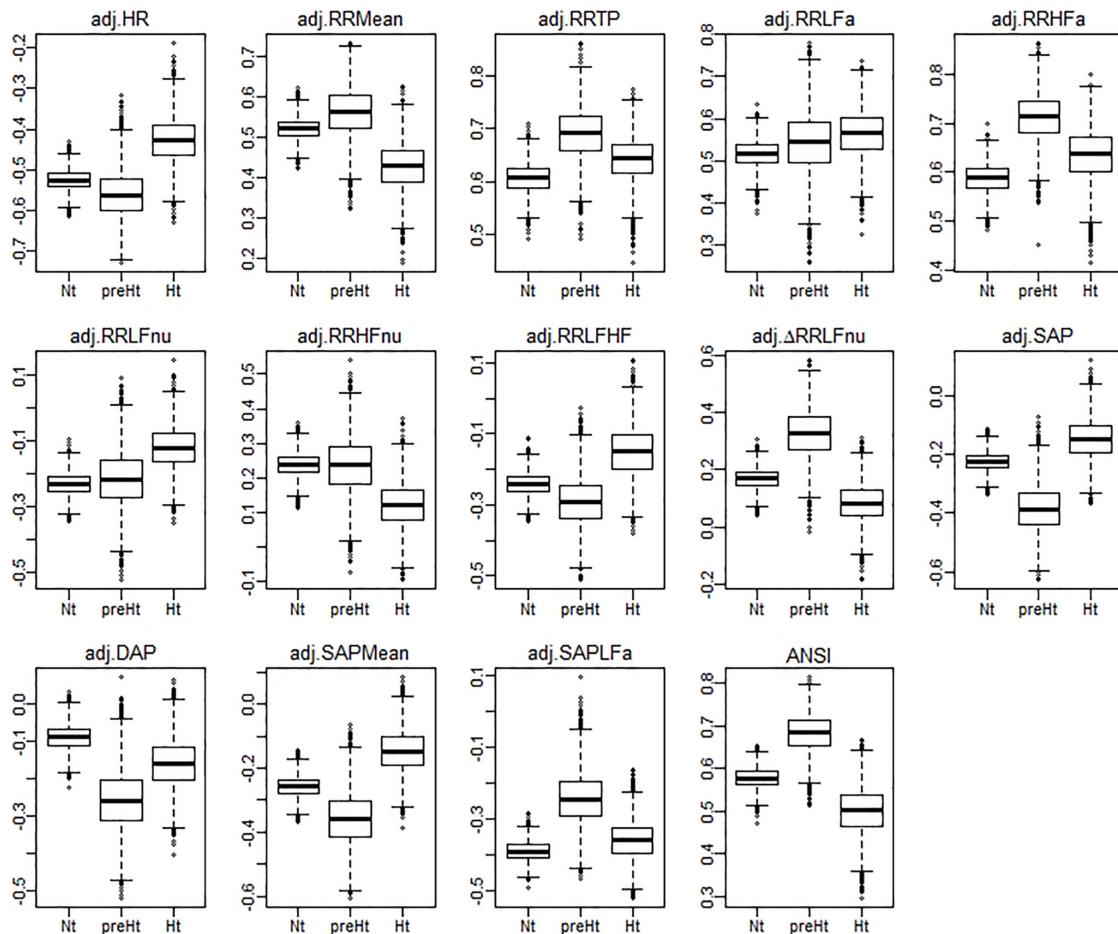 adj.HR
-0.2
-0.3
-0.4
-0.5
-0.6
-0.7
Nt preHt Ht
adj.RRMean
0.7
0.6
0.5
0.4
0.3
0.2
Nt preHt Ht
adj.RRTP
0.8
0.7
0.6
0.5
Nt preHt Ht
adj.RRLFa
0.8
0.7
0.6
0.5
0.4
0.3
Nt preHt Ht
adj.RRHFa
0.8
0.7
0.6
0.5
0.4
Nt preHt Ht
adj.RRLFnu
0.1
-0.1
-0.3
-0.5
Nt preHt Ht
adj.RRHFnu
0.5
0.4
0.3
0.2
0.1
-0.1
Nt preHt Ht
adj.RRLFHF
0.1
-0.1
-0.3
-0.5
Nt preHt Ht
adj.ΔRRLFnu
0.6
0.4
0.2
0.0
-0.2
Nt preHt Ht
adj.SAP
0.0
-0.2
-0.4
-0.6
Nt preHt Ht
adj.DAP
0.0
-0.1
-0.3
-0.5
Nt preHt Ht
adj.SAPMean
0.0
-0.2
-0.4
-0.6
Nt preHt Ht
adj.SAPLFa
0.1
-0.1
-0.3
-0.5
Nt preHt Ht
ANSI
0.8
0.7
0.6
0.5
0.4
0.3
Nt preHt Ht